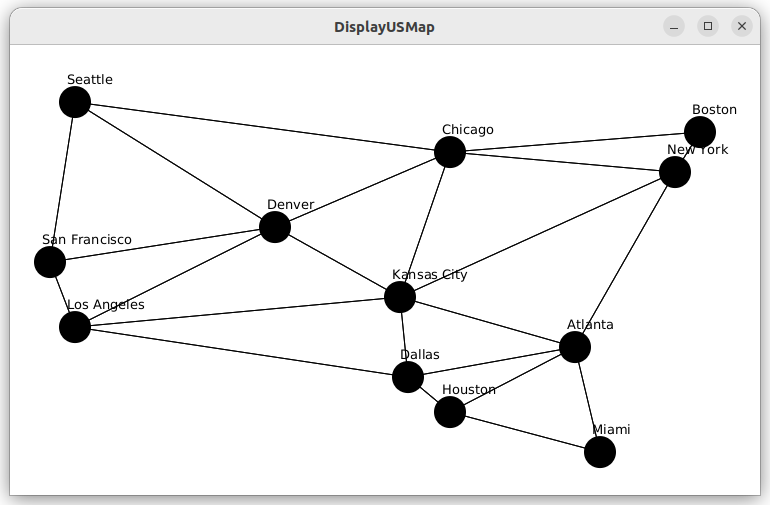 DisplayUSMap
Seattle
Boston
Chicago
New York
Denver
San Francisco
Kansas City
Los Angeles
Atlanta
Dallas
Houston
Miami